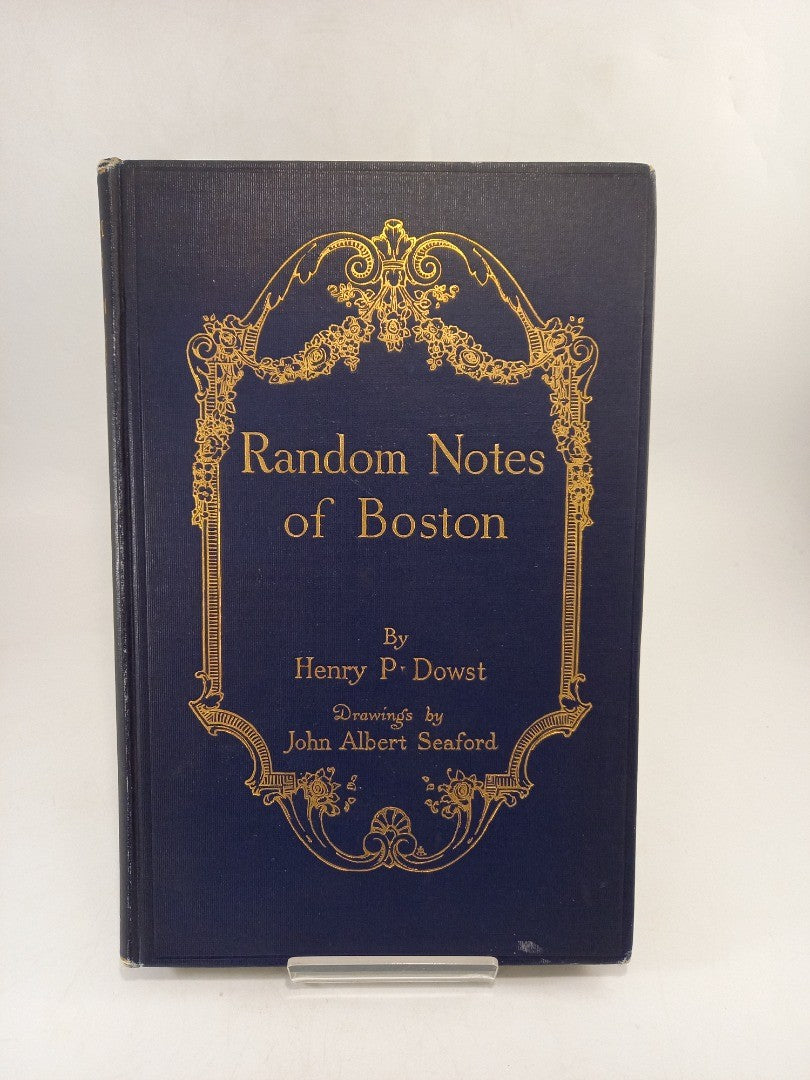 Random Notes
of Boston
By
Henry P. Dowst
Drawings by
John Albert Seaford